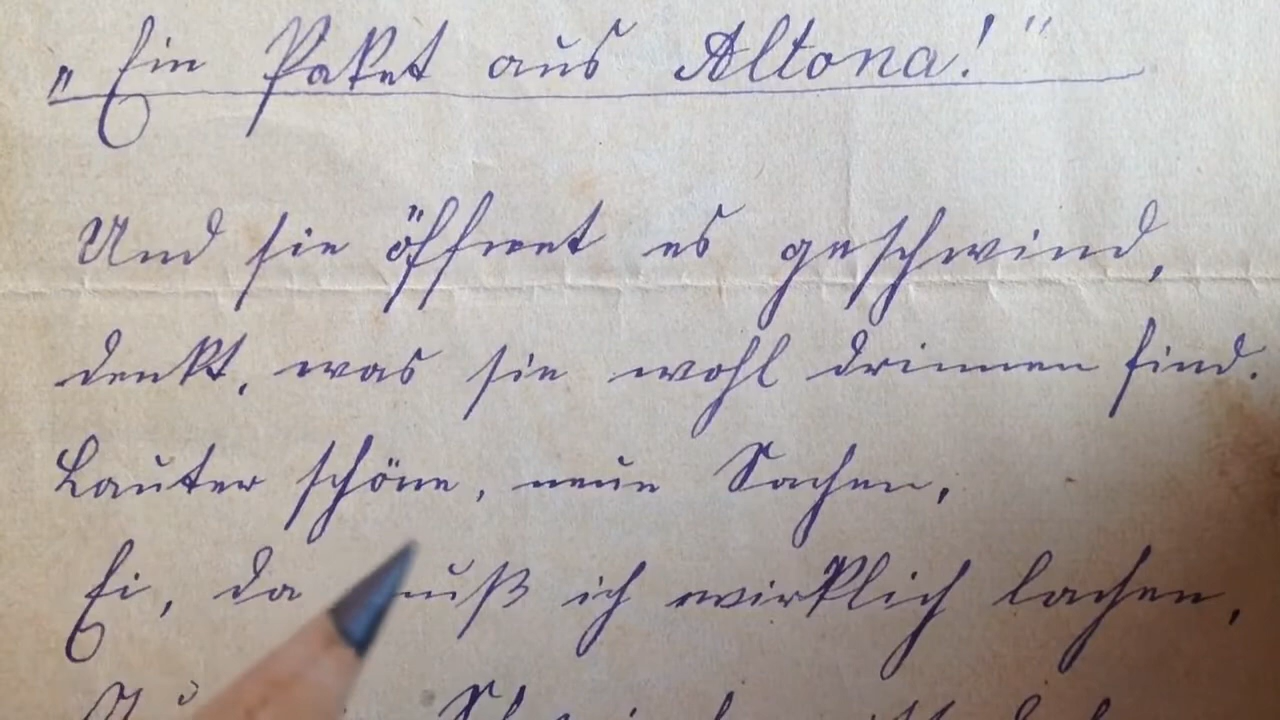 „Ein Paket aus Altona!"
Und sie öffnet es geschwind,
denkt, was sie wohl drinnen find.
Lauter schöne, neue Sachen,
Ei, da muß ich wirklich lachen,